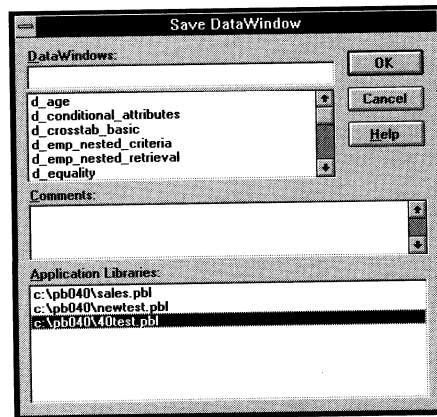 Save DataWindow
DataWindows:
OK
d_age
d_conditional_attributes
d_crosstab_basic
d_emp_nested_criteria
d_emp_nested_retrieval
d_equality
Cancel
Help
Comments:
Application Libraries:
c:\pb040\sales.pbl
c:\pb040\newtest.pbl
c:\pb040\40test.pbl